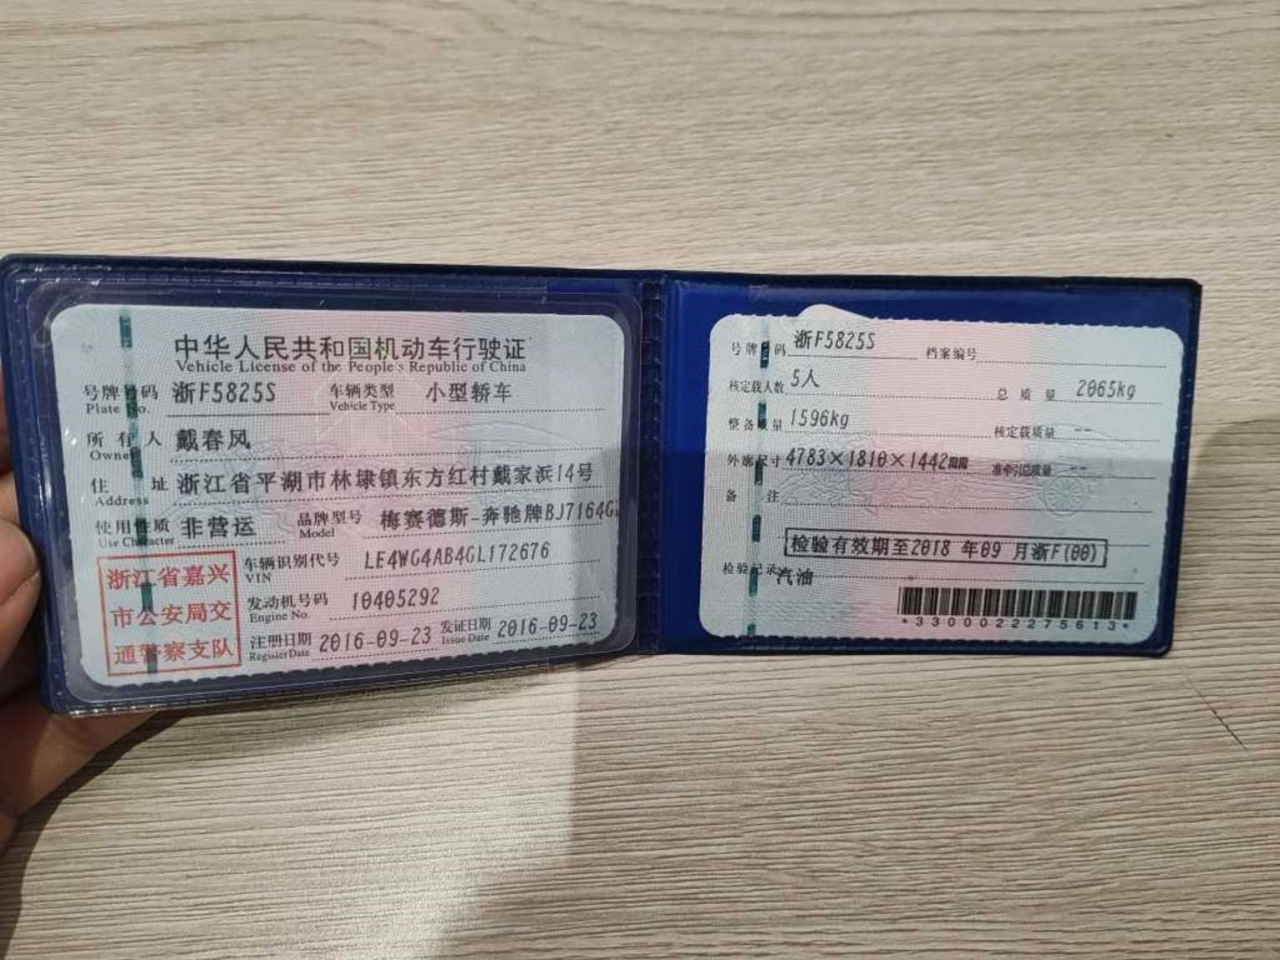 中华人民共和国机动车行驶证
Vehicle License of the People's Republic of China
号牌号码 浙F5825S 车辆类型 小型轿车
Plate No. Vehicle Type
所有人 戴春风
Owner
住址 浙江省平湖市林埭镇东方红村戴家浜14号
Address
使用性质 非营运 品牌型号 梅赛德斯-奔驰牌BJ7164G
Use Character Model
浙江省嘉兴
市公安局交
通警察支队
车辆识别代号 LE4WG4AB4GL172676
VIN
发动机号码 10405292
Engine No.
注册日期 2016-09-23 发证日期 2016-09-23
Register Date Issue Date
号牌号码 浙F5825S 档案编号
核定载人数 5人 总质量 2065kg
整备质量 1596kg 核定载质量 --
外廓尺寸 4783×1810×1442mm 准牵引总质量 --
备注
检验有效期至2018 年09 月浙F(00)
检验记录 汽油
*3300022275613*